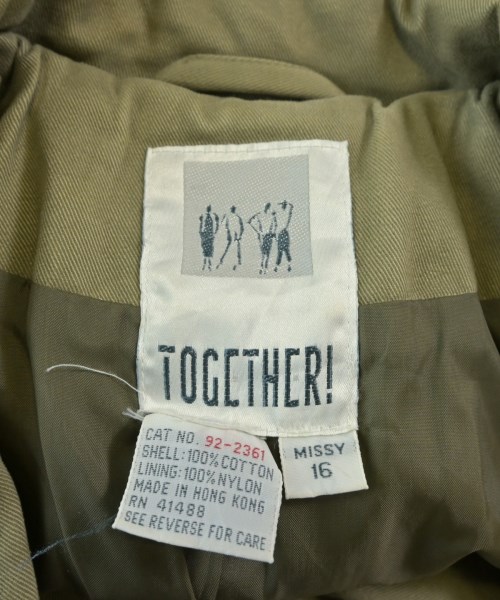 TOGETHER!
CAT NO. 92-2361
SHELL: 100% COTTON
LINING: 100% NYLON
MADE IN HONG KONG
RN 41488
SEE REVERSE FOR CARE
MISSY
16